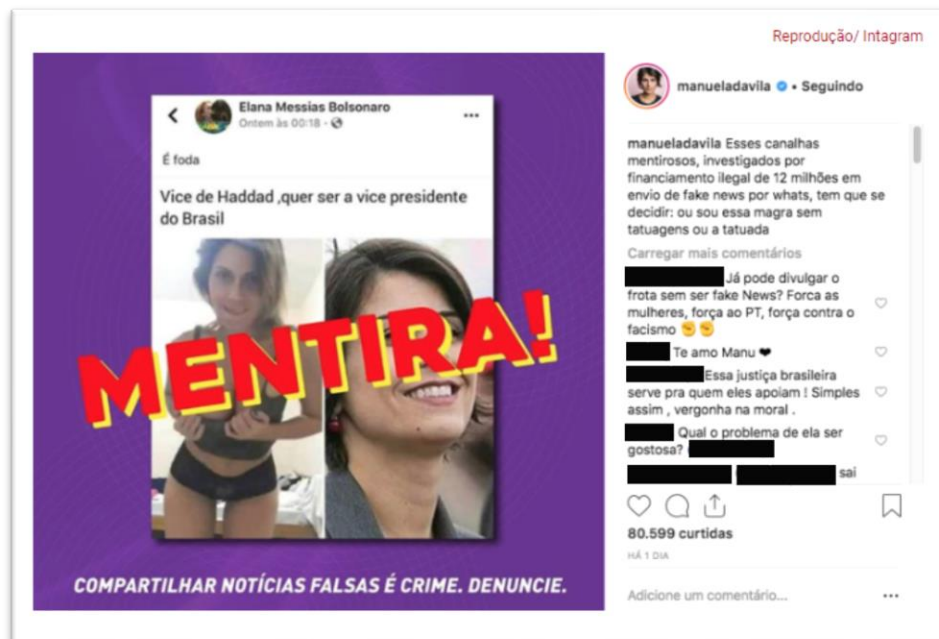 Reprodução/ Intagram
Elana Messias Bolsonaro
Ontem às 00:18 ·
É foda
Vice de Haddad ,quer ser a vice presidente
do Brasil
MENTIRA!
COMPARTILHAR NOTÍCIAS FALSAS É CRIME. DENUNCIE.
manueladavila • Seguindo
manueladavila Esses canalhas
mentirosos, investigados por
financiamento ilegal de 12 milhões em
envio de fake news por whats, tem que se
decidir: ou sou essa magra sem
tatuagens ou a tatuada
Carregar mais comentários
Já pode divulgar o
frota sem ser fake News? Forca as
mulheres, força ao PT, força contra o
facismo ✊✊
Te amo Manu ❤
Essa justiça brasileira
serve pra quem eles apoiam ! Simples
assim , vergonha na moral .
Qual o problema de ela ser
gostosa?
sai
80.599 curtidas
HÁ 1 DIA
Adicione um comentário...